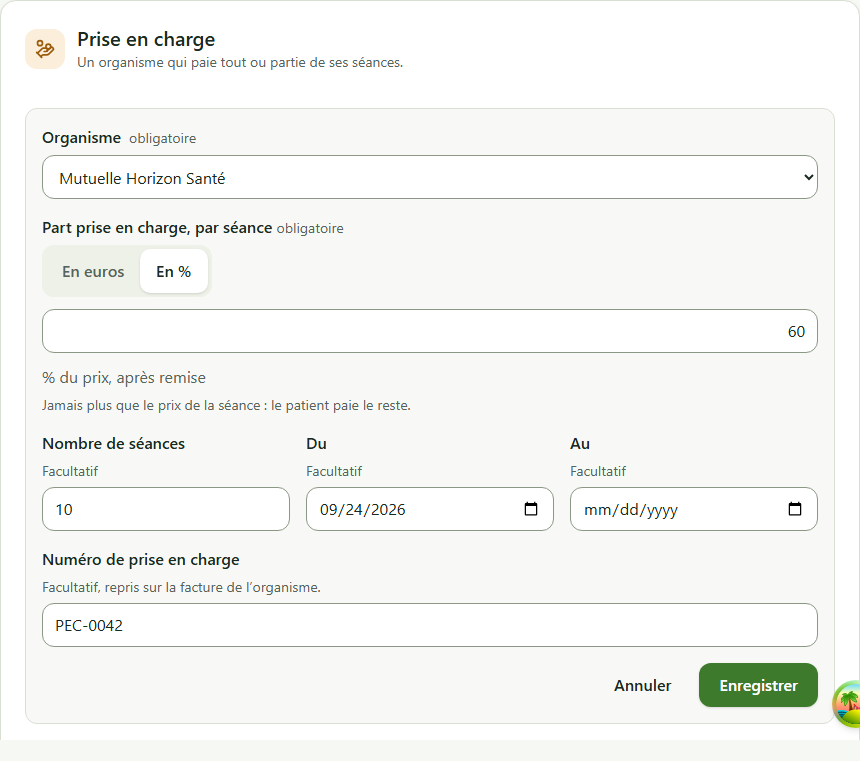 Prise en charge
Un organisme qui paie tout ou partie de ses séances.
Organisme obligatoire
Mutuelle Horizon Santé
Part prise en charge, par séance obligatoire
En euros En %
60
% du prix, après remise
Jamais plus que le prix de la séance : le patient paie le reste.
Nombre de séances Du Au
Facultatif Facultatif Facultatif
10 09/24/2026 mm/dd/yyyy
Numéro de prise en charge
Facultatif, repris sur la facture de l’organisme.
PEC-0042
Annuler Enregistrer